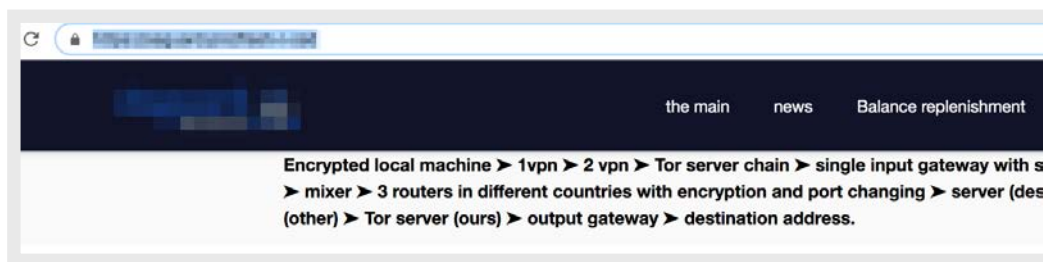 the main news Balance replenishment
Encrypted local machine ➤ 1vpn ➤ 2 vpn ➤ Tor server chain ➤ single input gateway with
➤ mixer ➤ 3 routers in different countries with encryption and port changing ➤ server
(other) ➤ Tor server (ours) ➤ output gateway ➤ destination address.